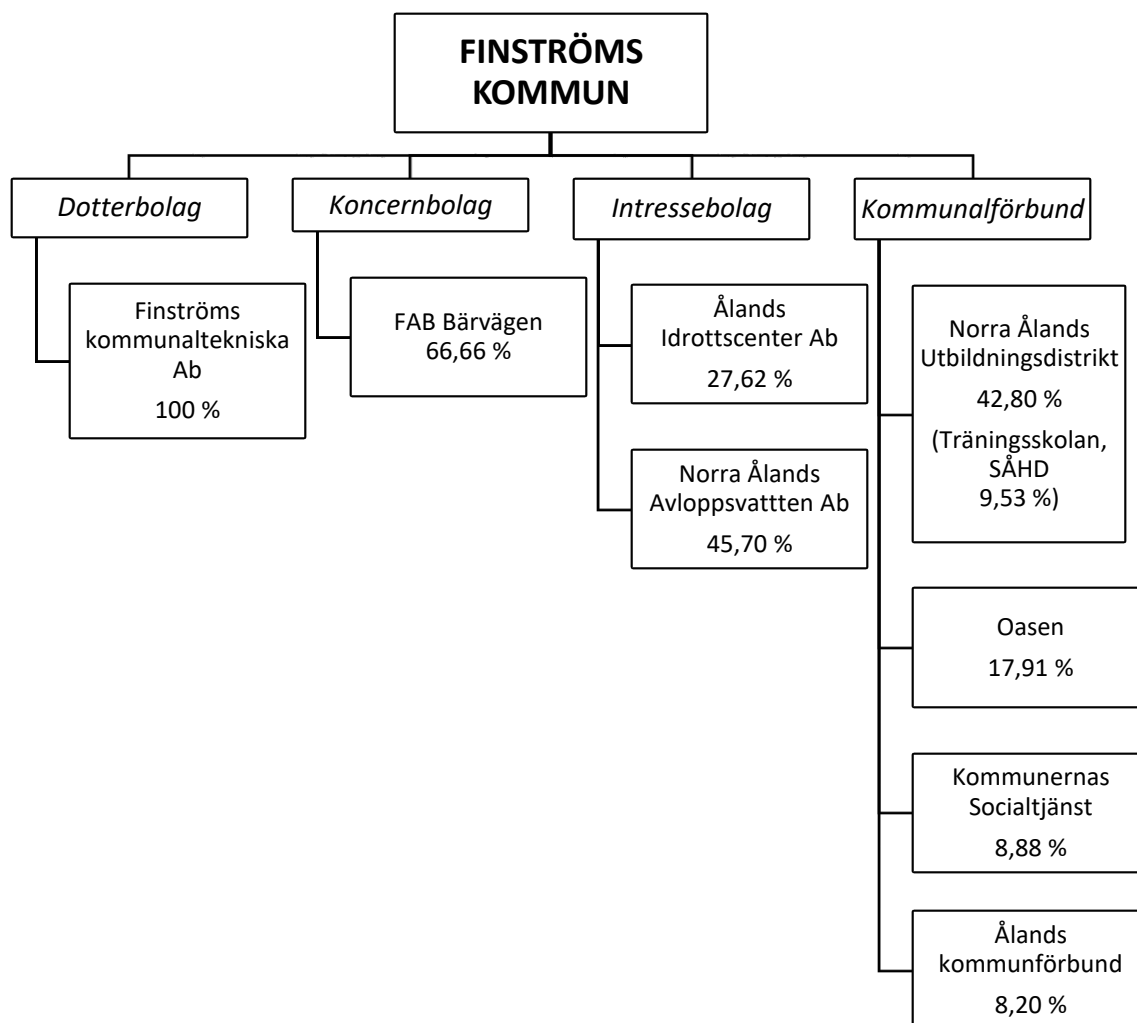 FINSTRÖMS
KOMMUN
Dotterbolag
Koncernbolag
Intressebolag
Kommunalförbund
Finströms
kommunaltekniska
Ab
100 %
FAB Bärvägen
66,66 %
Ålands
Idrottscenter Ab
27,62 %
Norra Ålands
Avloppsvattten Ab
45,70 %
Norra Ålands
Utbildningsdistrikt
42,80 %
(Träningsskolan,
SÅHD
9,53 %)
Oasen
17,91 %
Kommunernas
Socialtjänst
8,88 %
Ålands
kommunförbund
8,20 %